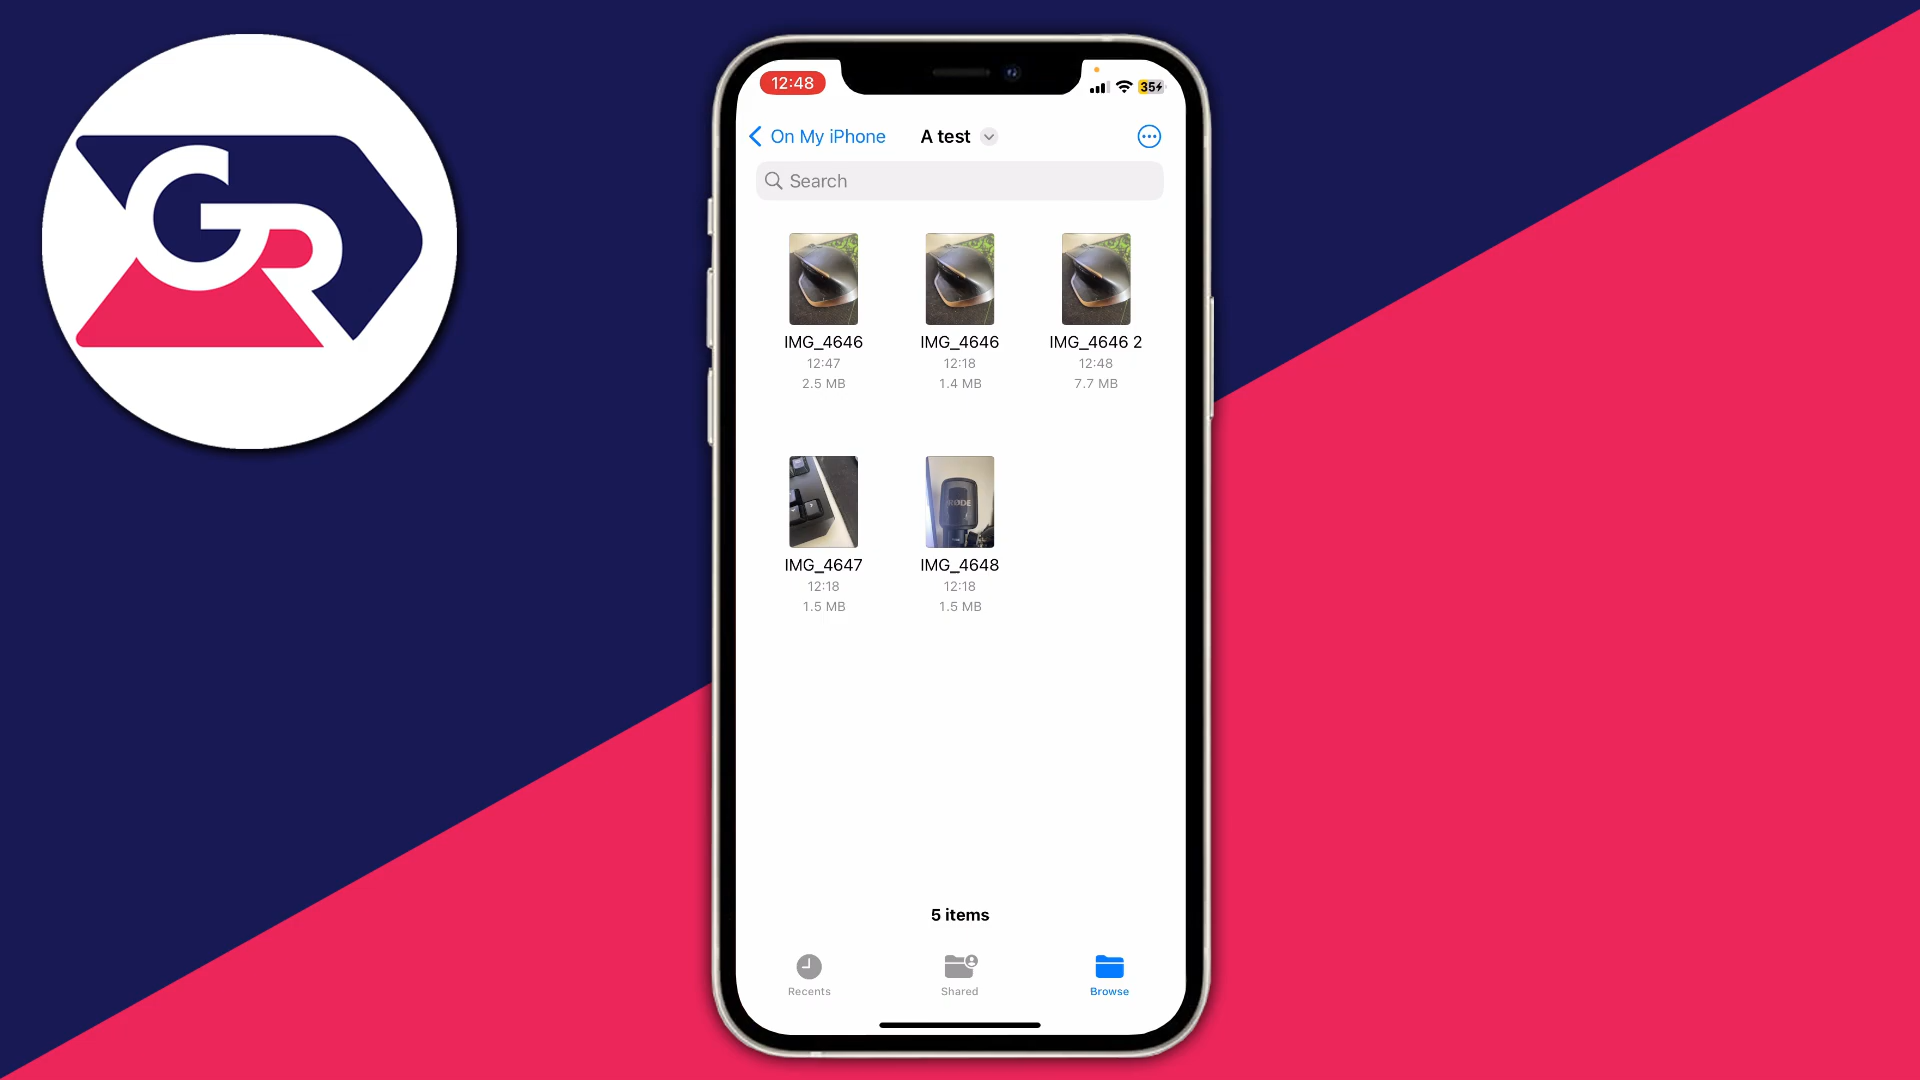 GR
12:48
35
On My iPhone
A test
Search
IMG_4646
12:47
2.5 MB
IMG_4646
12:18
1.4 MB
IMG_4646 2
12:48
7.7 MB
IMG_4647
12:18
1.5 MB
RØDE
IMG_4648
12:18
1.5 MB
5 items
Recents
Shared
Browse